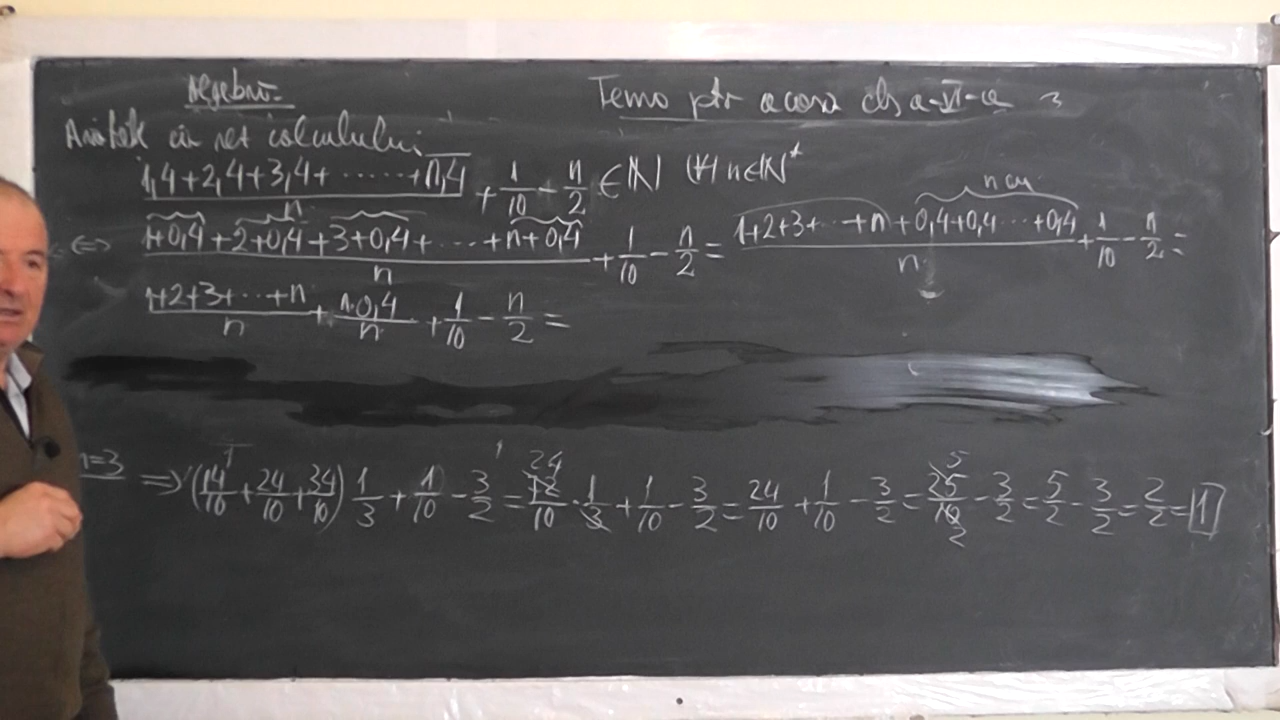 Algebră.
Temă ptr acasă cls a-VI-a
Arătați că rez calculului:
(1,4+2,4+3,4+......+n,4)/n + 1/10 - n/2 ∈ ℕ (∀) n∈ℕ*
⇔ (1+0,4+2+0,4+3+0,4+...+n+0,4)/n + 1/10 - n/2 = (1+2+3+...+n+0,4+0,4...+0,4)/n + 1/10 - n/2 =
n ori
(1+2+3+...+n)/n + n·0,4/n + 1/10 - n/2 =
n=3 ⇒ (14/10+24/10+34/10) 1/3 + 1/10 - 3/2 = 72/10 · 1/3 + 1/10 - 3/2 = 24/10 + 1/10 - 3/2 = 25/10 - 3/2 = 5/2 - 3/2 = 2/2 = 1